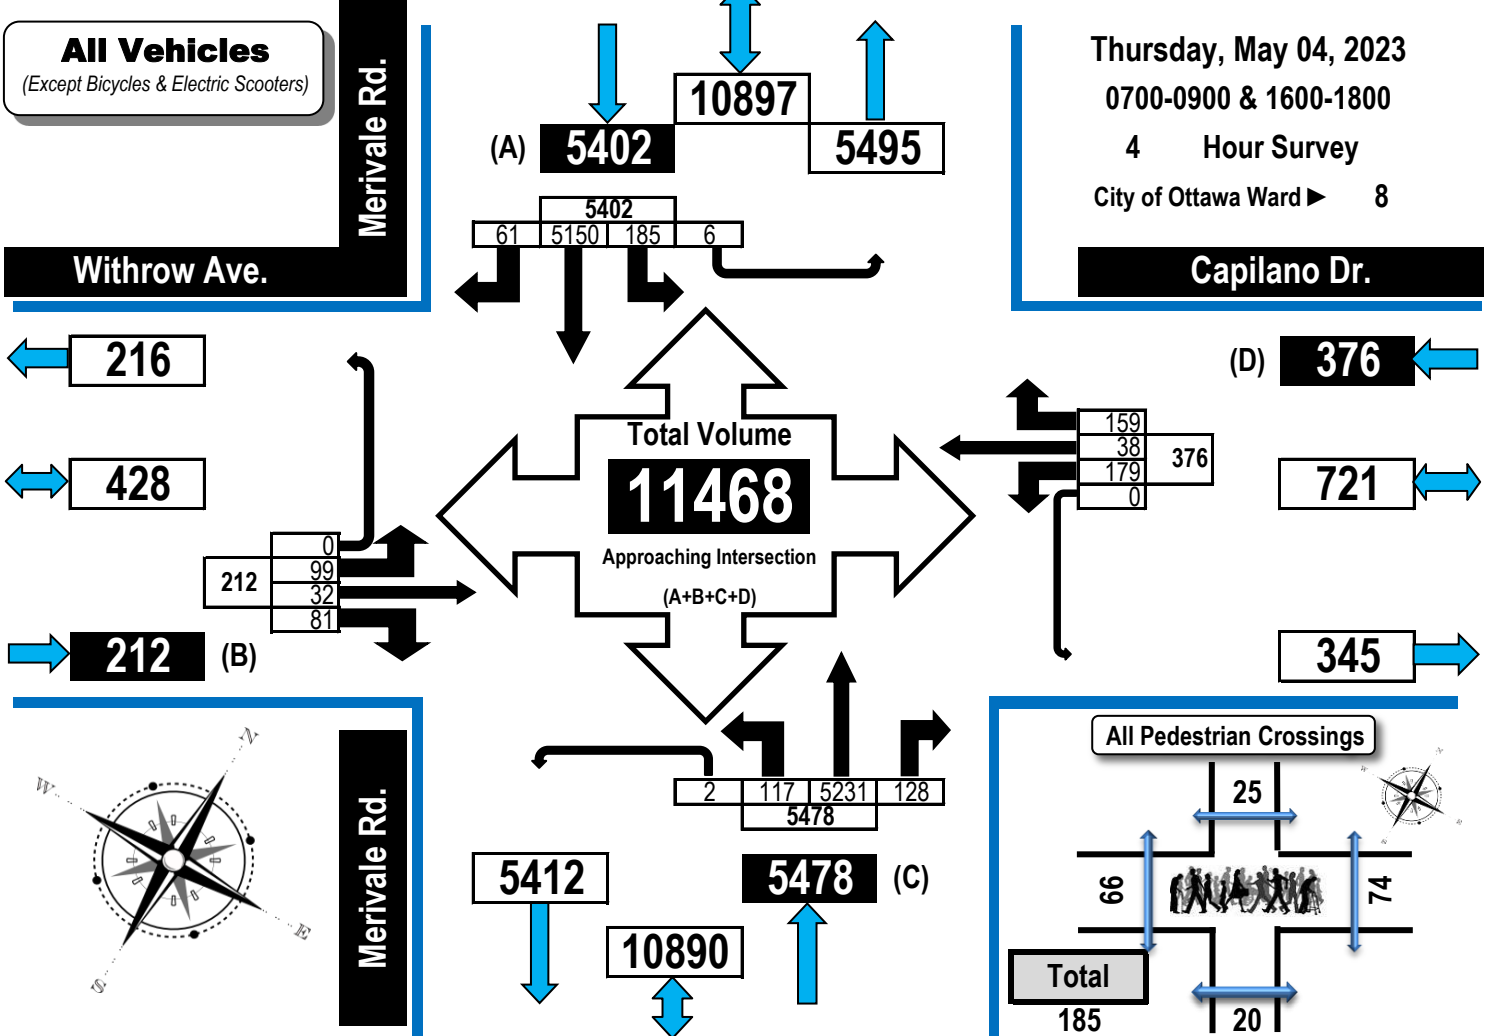 All Vehicles
(Except Bicycles & Electric Scooters)
Merivale Rd.
Withrow Ave.
10897
(A)
5402
5495
5402
61 5150 185 6
Thursday, May 04, 2023
0700-0900 & 1600-1800
4 Hour Survey
City of Ottawa Ward ► 8
Capilano Dr.
216
428
0
99
212
32
81
212 (B)
Total Volume
11468
Approaching Intersection
(A+B+C+D)
(D) 376
159
38
376
179
0
721
345
2 117 5231 128
5478
5412
5478 (C)
10890
Merivale Rd.
N
W
E
S
All Pedestrian Crossings
25
66
74
Total
185
20